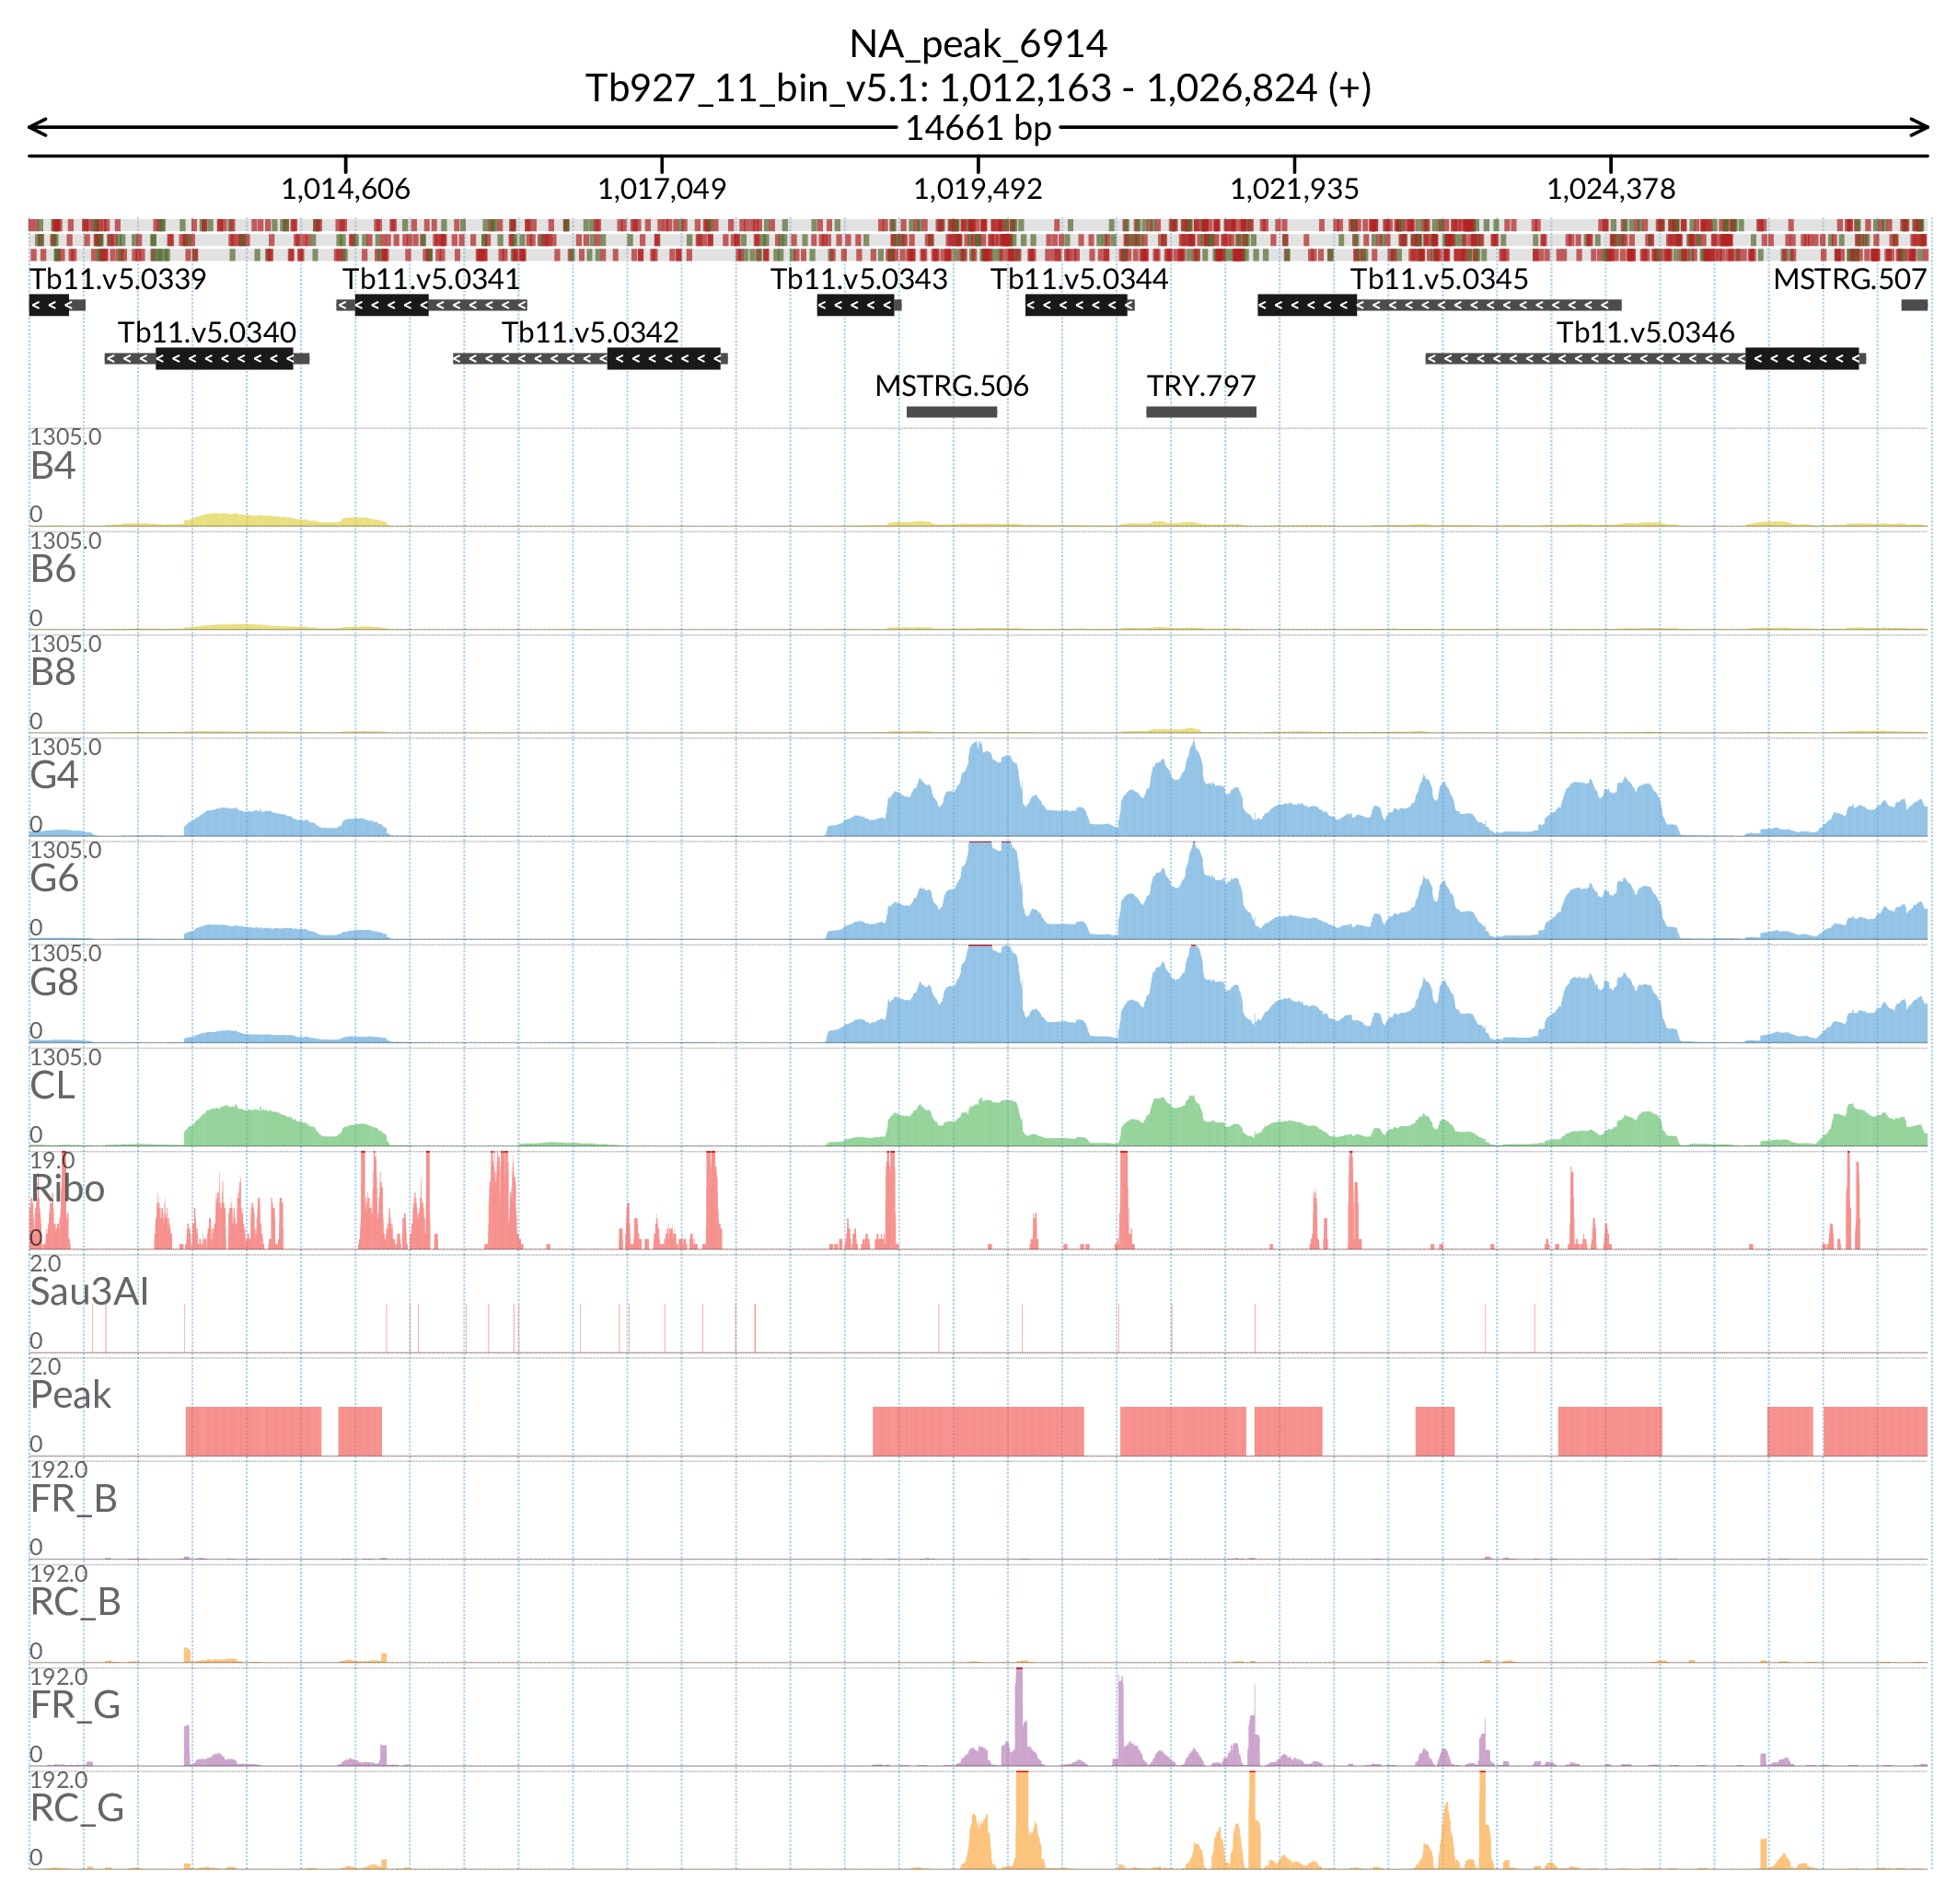 NA_peak_6914
Tb927_11_bin_v5.1: 1,012,163 - 1,026,824 (+)
14661 bp
1,014,606 1,017,049 1,019,492 1,021,935 1,024,378
Tb11.v5.0339 Tb11.v5.0341 Tb11.v5.0343 Tb11.v5.0344 Tb11.v5.0345 MSTRG.507
Tb11.v5.0340 Tb11.v5.0342 Tb11.v5.0346
MSTRG.506 TRY.797
1305.0
B4
0
1305.0
B6
0
1305.0
B8
0
1305.0
G4
0
1305.0
G6
0
1305.0
G8
0
1305.0
CL
0
19.0
Ribo
0
2.0
Sau3AI
0
2.0
Peak
0
192.0
FR_B
0
192.0
RC_B
0
192.0
FR_G
0
192.0
RC_G
0